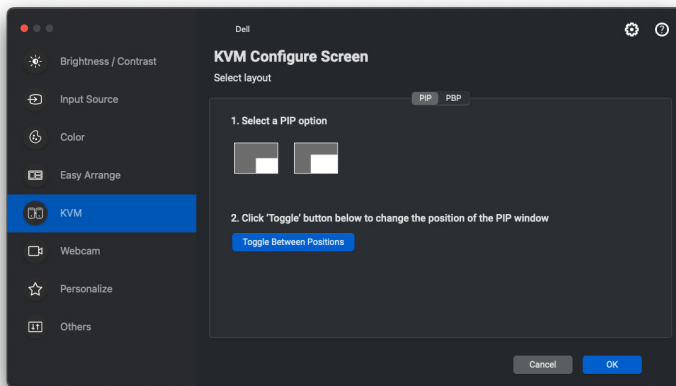 Dell
Brightness / Contrast
Input Source
Color
Easy Arrange
KVM
Webcam
Personalize
Others
KVM Configure Screen
Select layout
PIP PBP
1. Select a PIP option
2. Click 'Toggle' button below to change the position of the PIP window
Toggle Between Positions
Cancel OK